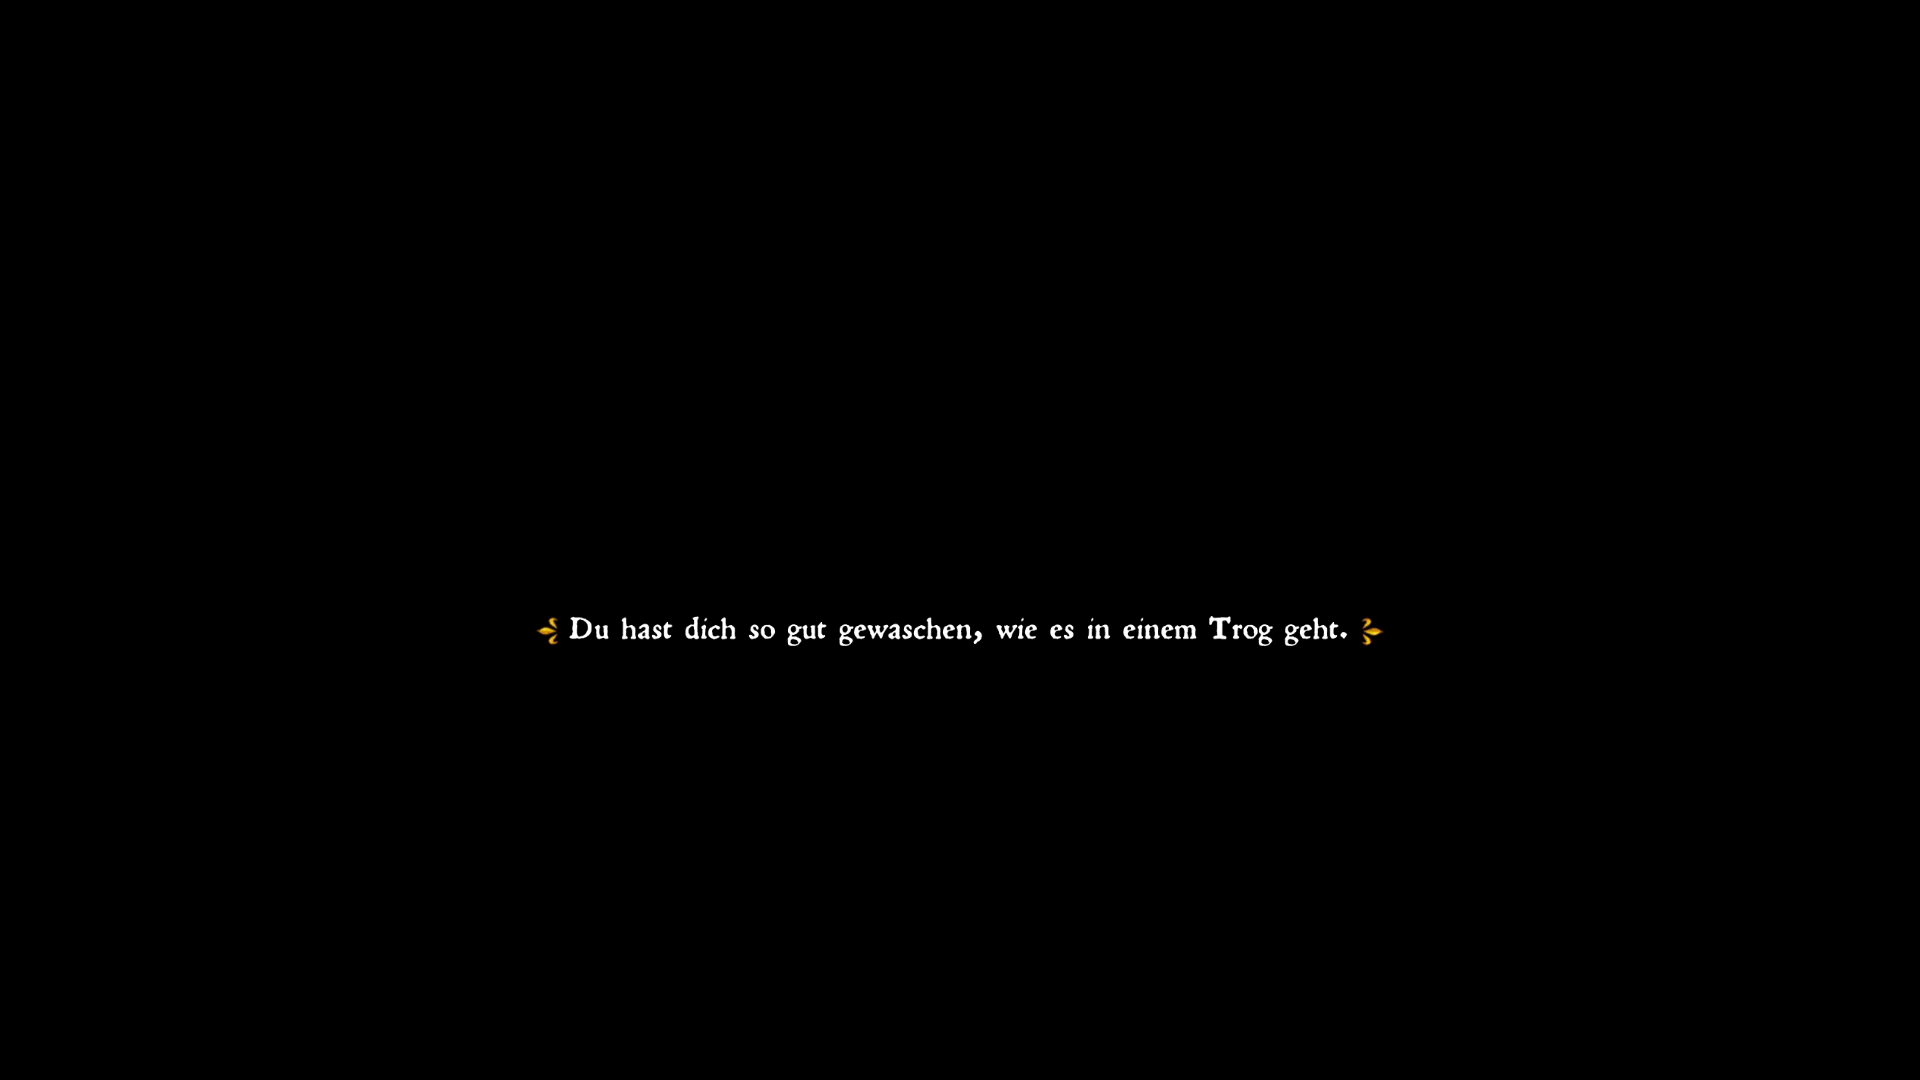 Du hast dich so gut gewaschen, wie es in einem Trog geht.